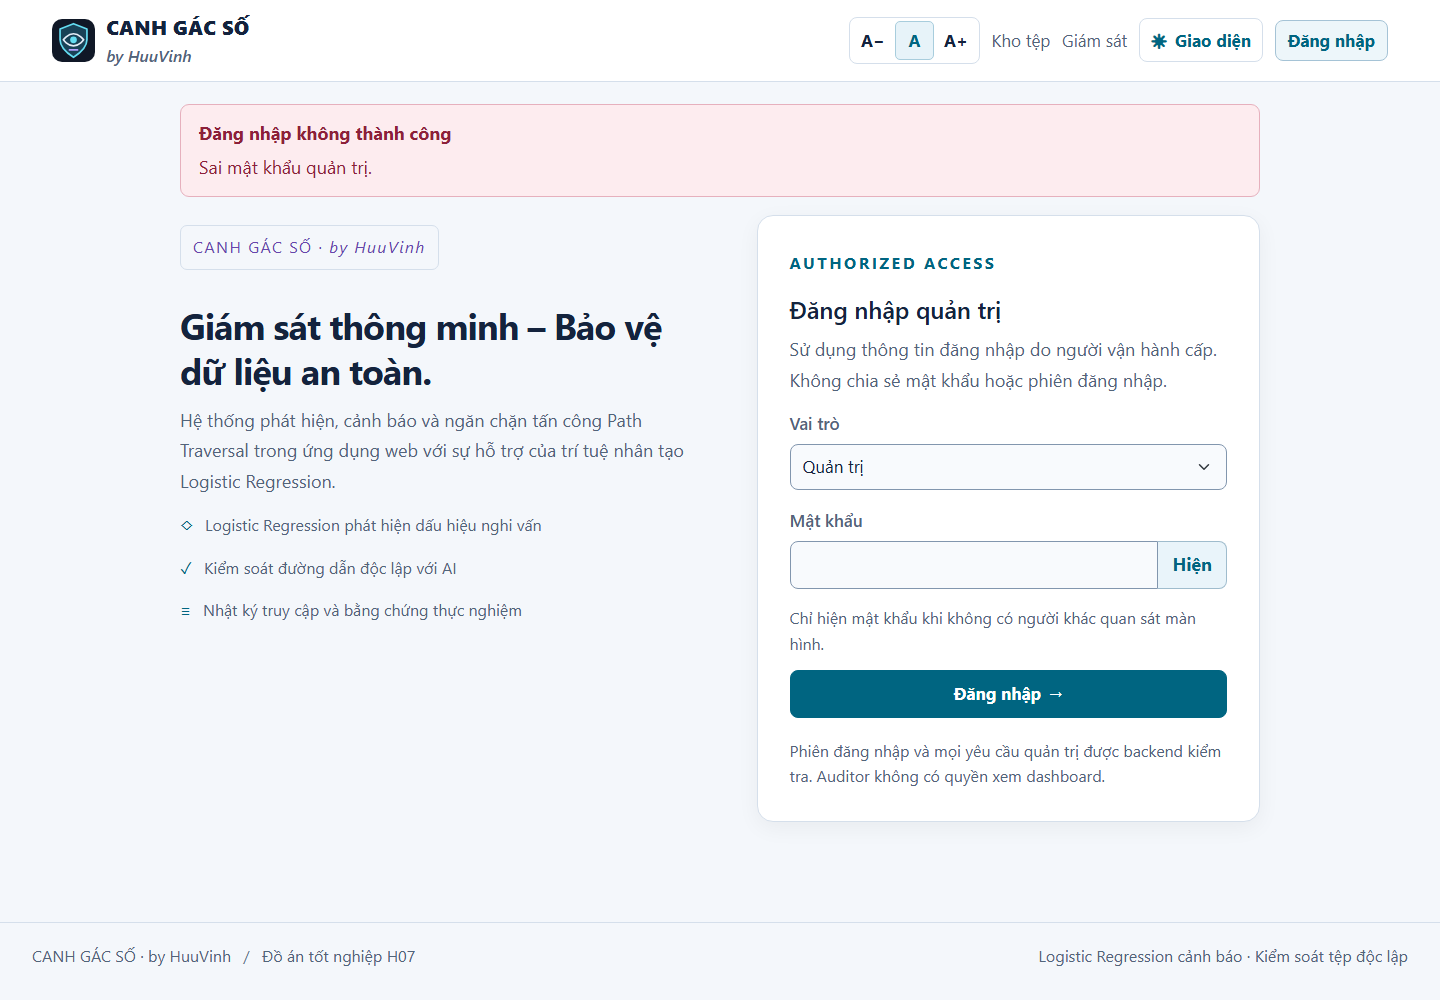 CANH GÁC SỐ
by HuuVinh
A− A A+ Kho tệp Giám sát Giao diện Đăng nhập
Đăng nhập không thành công
Sai mật khẩu quản trị.
CANH GÁC SỐ · by HuuVinh
Giám sát thông minh – Bảo vệ
dữ liệu an toàn.
Hệ thống phát hiện, cảnh báo và ngăn chặn tấn công Path
Traversal trong ứng dụng web với sự hỗ trợ của trí tuệ nhân tạo
Logistic Regression.
◇ Logistic Regression phát hiện dấu hiệu nghi vấn
✓ Kiểm soát đường dẫn độc lập với AI
≡ Nhật ký truy cập và bằng chứng thực nghiệm
AUTHORIZED ACCESS
Đăng nhập quản trị
Sử dụng thông tin đăng nhập do người vận hành cấp.
Không chia sẻ mật khẩu hoặc phiên đăng nhập.
Vai trò
Quản trị
Mật khẩu
Hiện
Chỉ hiện mật khẩu khi không có người khác quan sát màn
hình.
Đăng nhập →
Phiên đăng nhập và mọi yêu cầu quản trị được backend kiểm
tra. Auditor không có quyền xem dashboard.
CANH GÁC SỐ · by HuuVinh / Đồ án tốt nghiệp H07
Logistic Regression cảnh báo · Kiểm soát tệp độc lập